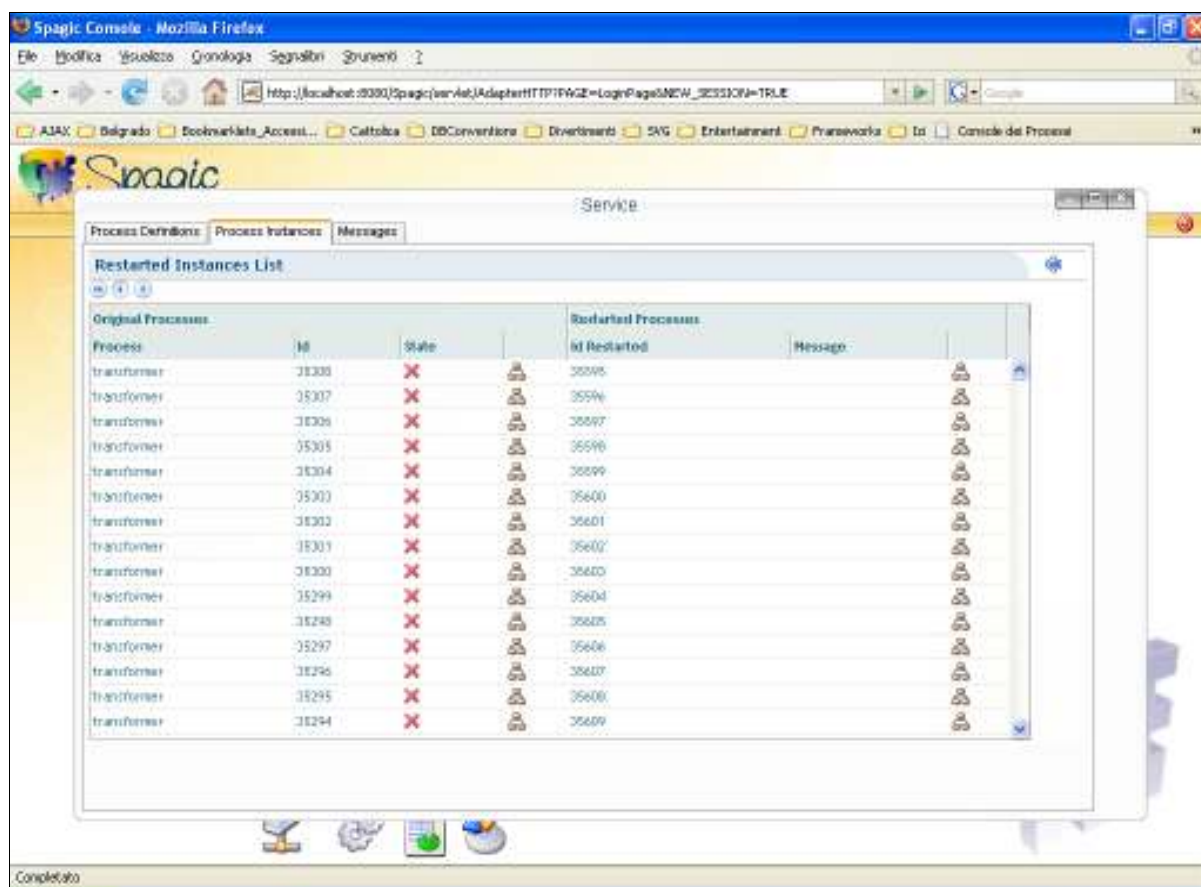 Spagic Console - Mozilla Firefox
File Modifica Visualizza Cronologia Segnalibri Strumenti ?
http://localhost:8080/Spagic/servlet/AdapterHTTP?PAGE=LoginPage&NEW_SESSION=TRUE
AJAX Belgrado Bookmarklets_Accessi... Cattolica DBConventions Divertimenti SVG Entertainment Frameworks Console dei Processi
Spagic
Service
Process Definitions Process Instances Messages
Restarted Instances List
Original Processes Restarted Processes
Process Id State Id Restarted Message
transformer 35308 35595
transformer 35307 35596
transformer 35306 35597
transformer 35305 35598
transformer 35304 35599
transformer 35303 35600
transformer 35302 35601
transformer 35301 35602
transformer 35300 35603
transformer 35299 35604
transformer 35298 35605
transformer 35297 35606
transformer 35296 35607
transformer 35295 35608
transformer 35294 35609
Completato